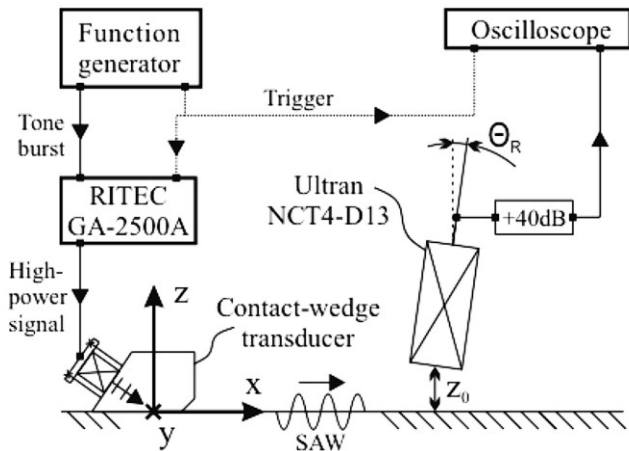 Function
generator
Oscilloscope
Trigger
Tone
burst
Θ_R
Ultran
NCT4-D13
RITEC
GA-2500A
+40dB
High-
power
signal
z
Contact-wedge
transducer
x
z_0
y
SAW